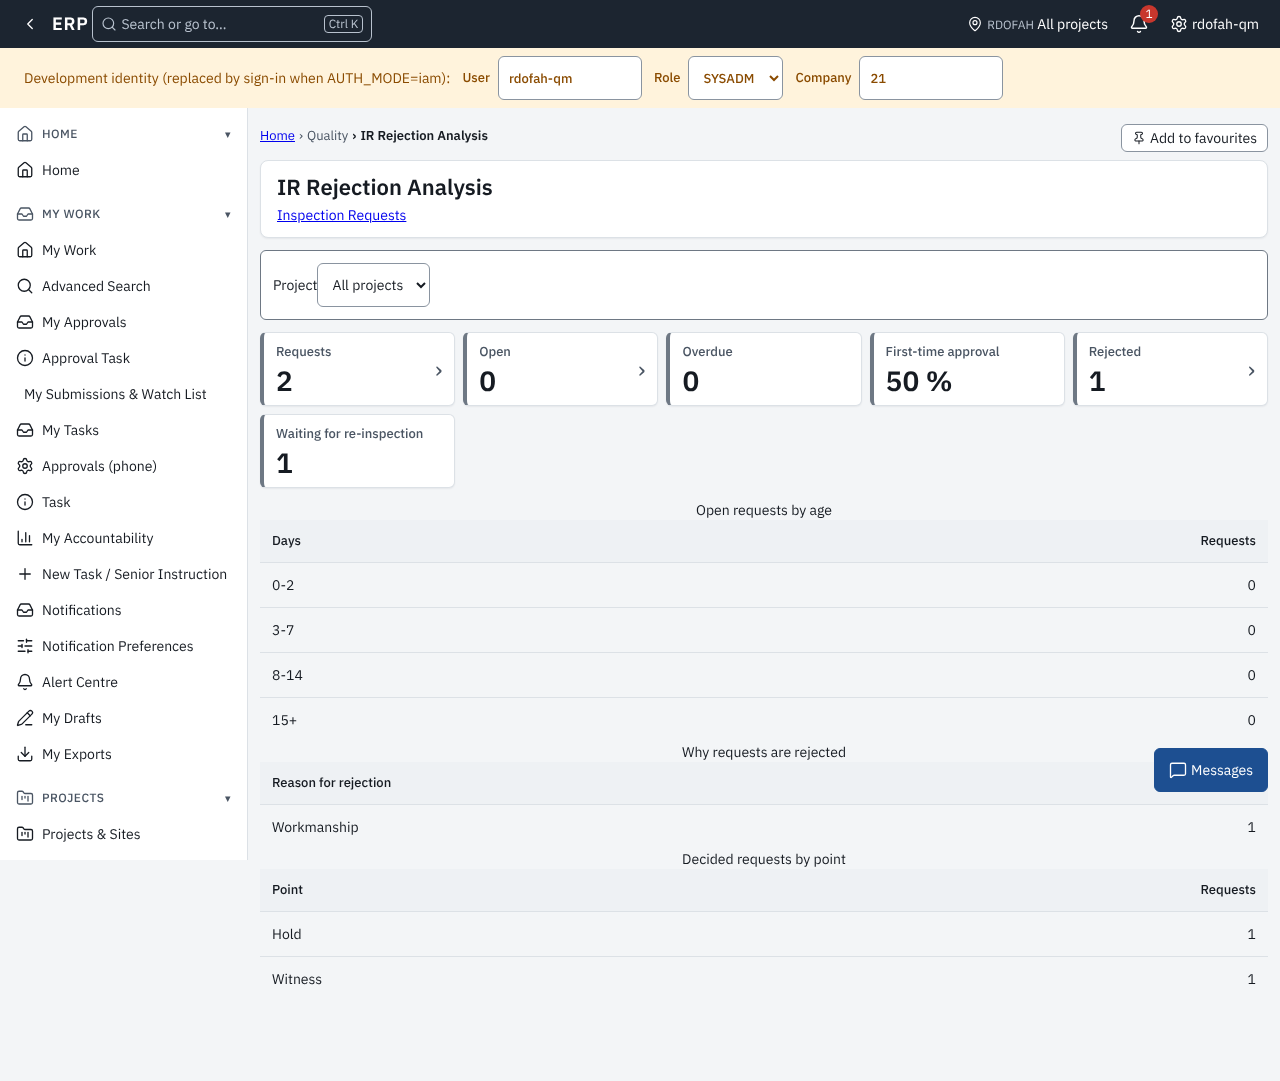 ERP
Search or go to...
Ctrl K
RDOFAH All projects
1
rdofah-qm
Development identity (replaced by sign-in when AUTH_MODE=iam):
User
rdofah-qm
Role
SYSADM
Company
21
HOME
Home
MY WORK
My Work
Advanced Search
My Approvals
Approval Task
My Submissions & Watch List
My Tasks
Approvals (phone)
Task
My Accountability
New Task / Senior Instruction
Notifications
Notification Preferences
Alert Centre
My Drafts
My Exports
PROJECTS
Projects & Sites
Home › Quality › IR Rejection Analysis
Add to favourites
IR Rejection Analysis
Inspection Requests
Project
All projects
Requests
2
Open
0
Overdue
0
First-time approval
50 %
Rejected
1
Waiting for re-inspection
1
Open requests by age
Days Requests
0-2 0
3-7 0
8-14 0
15+ 0
Why requests are rejected
Reason for rejection
Messages
Workmanship 1
Decided requests by point
Point Requests
Hold 1
Witness 1